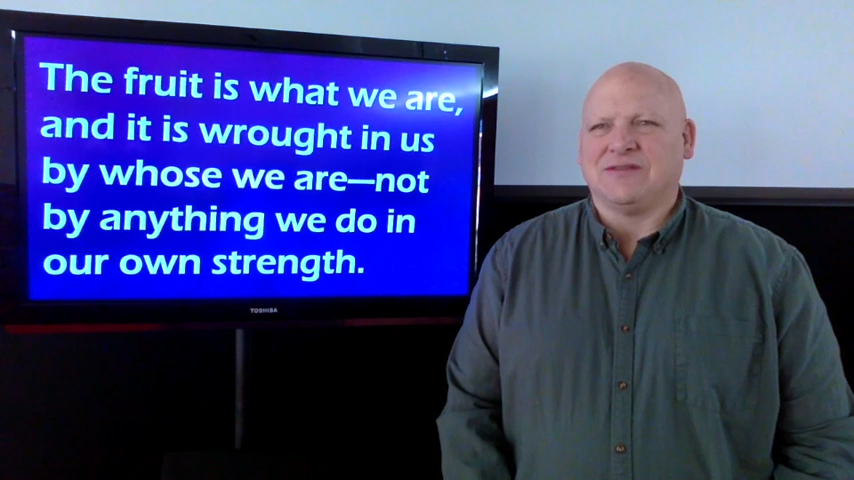 The fruit is what we are,
and it is wrought in us
by whose we are—not
by anything we do in
our own strength.
TOSHIBA